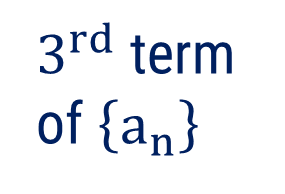 3ʳᵈ term
of {aₙ}